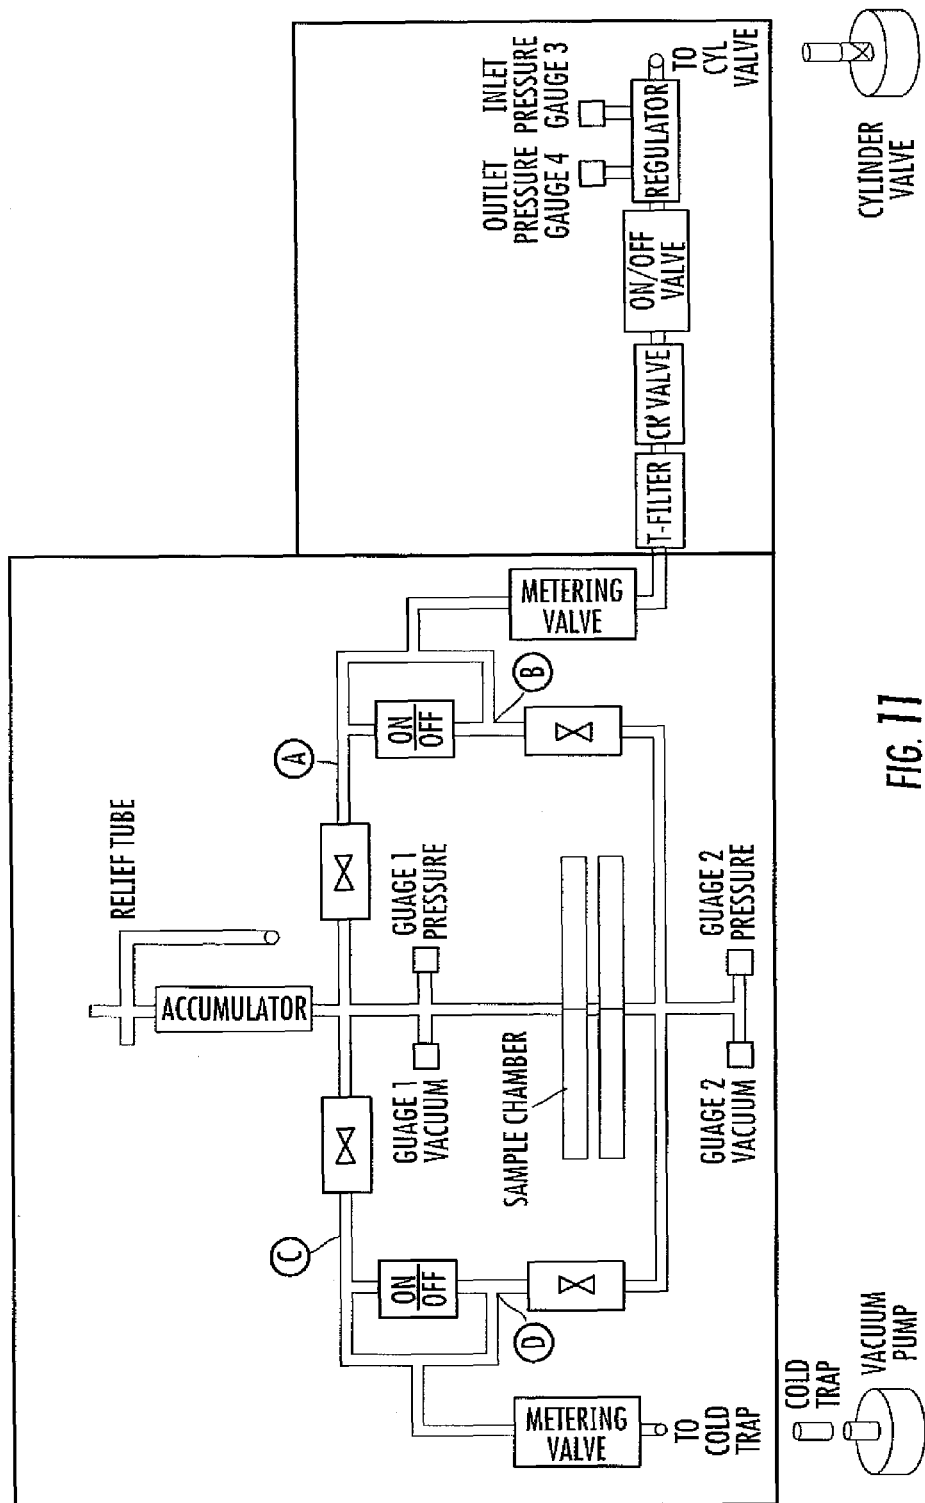 RELIEF TUBE
ACCUMULATOR
A
C
ON
OFF
ON
OFF
B
D
GUAGE 1
PRESSURE
GUAGE 1
VACUUM
SAMPLE CHAMBER
GUAGE 2
PRESSURE
GUAGE 2
VACUUM
METERING
VALVE
METERING
VALVE
TO
COLD
TRAP
COLD
TRAP
VACUUM
PUMP
T-FILTER
CK VALVE
ON/OFF
VALVE
REGULATOR
OUTLET
PRESSURE
GAUGE 4
INLET
PRESSURE
GAUGE 3
TO
CYL
VALVE
CYLINDER
VALVE
FIG. 11